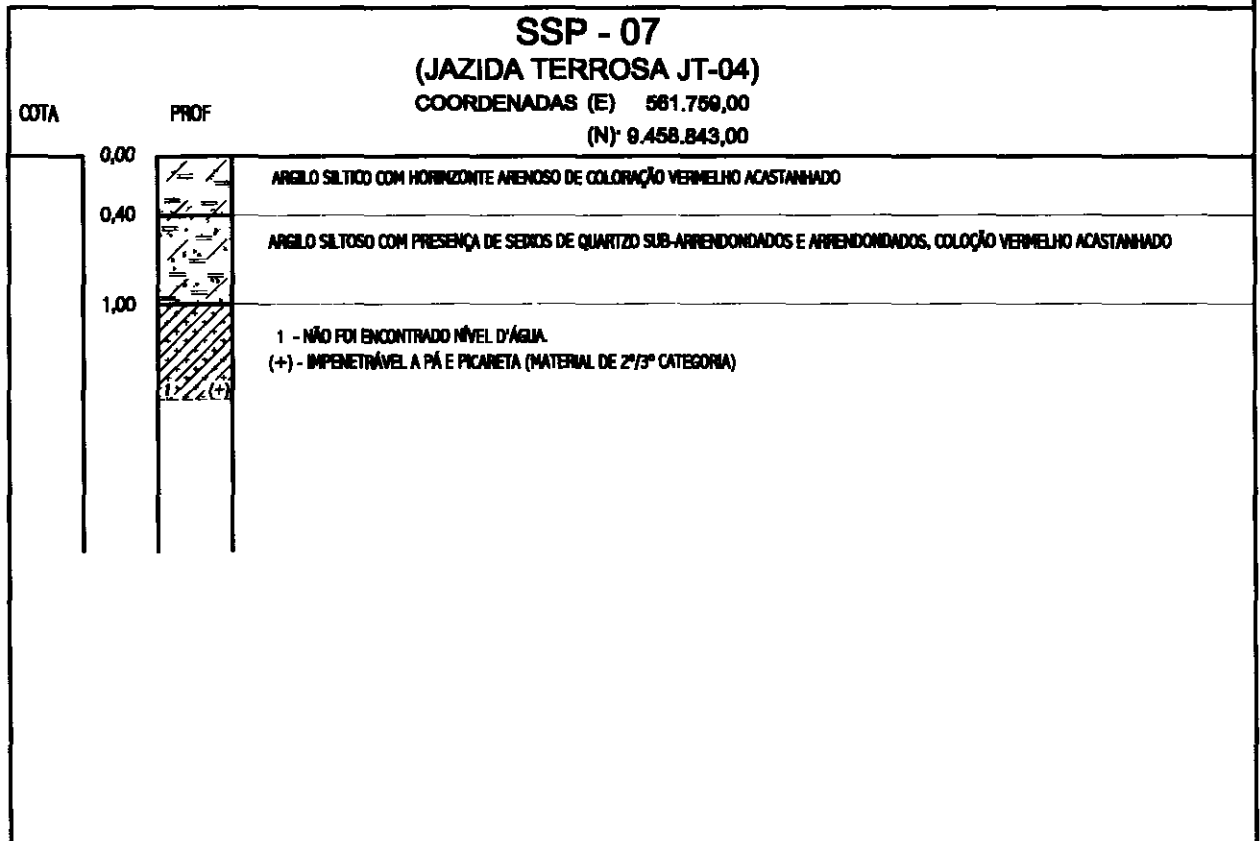 SSP - 07
(JAZIDA TERROSA JT-04)
COORDENADAS (E) 561.759,00
(N) 9.458.843,00
COTA
PROF
0,00
ARGILO SILTICO COM HORINZONTE ARENOSO DE COLORAÇÃO VERMELHO ACASTANHADO
0,40
ARGILO SILTOSO COM PRESENÇA DE SEIXOS DE QUARTZO SUB-ARRENDONDADOS E ARRENDONDADOS, COLOÇÃO VERMELHO ACASTANHADO
1,00
1 - NÃO FOI ENCONTRADO NÍVEL D'ÁGUA.
(+) - IMPENETRÁVEL A PÁ E PICARETA (MATERIAL DE 2ª/3ª CATEGORIA)
1 (+)